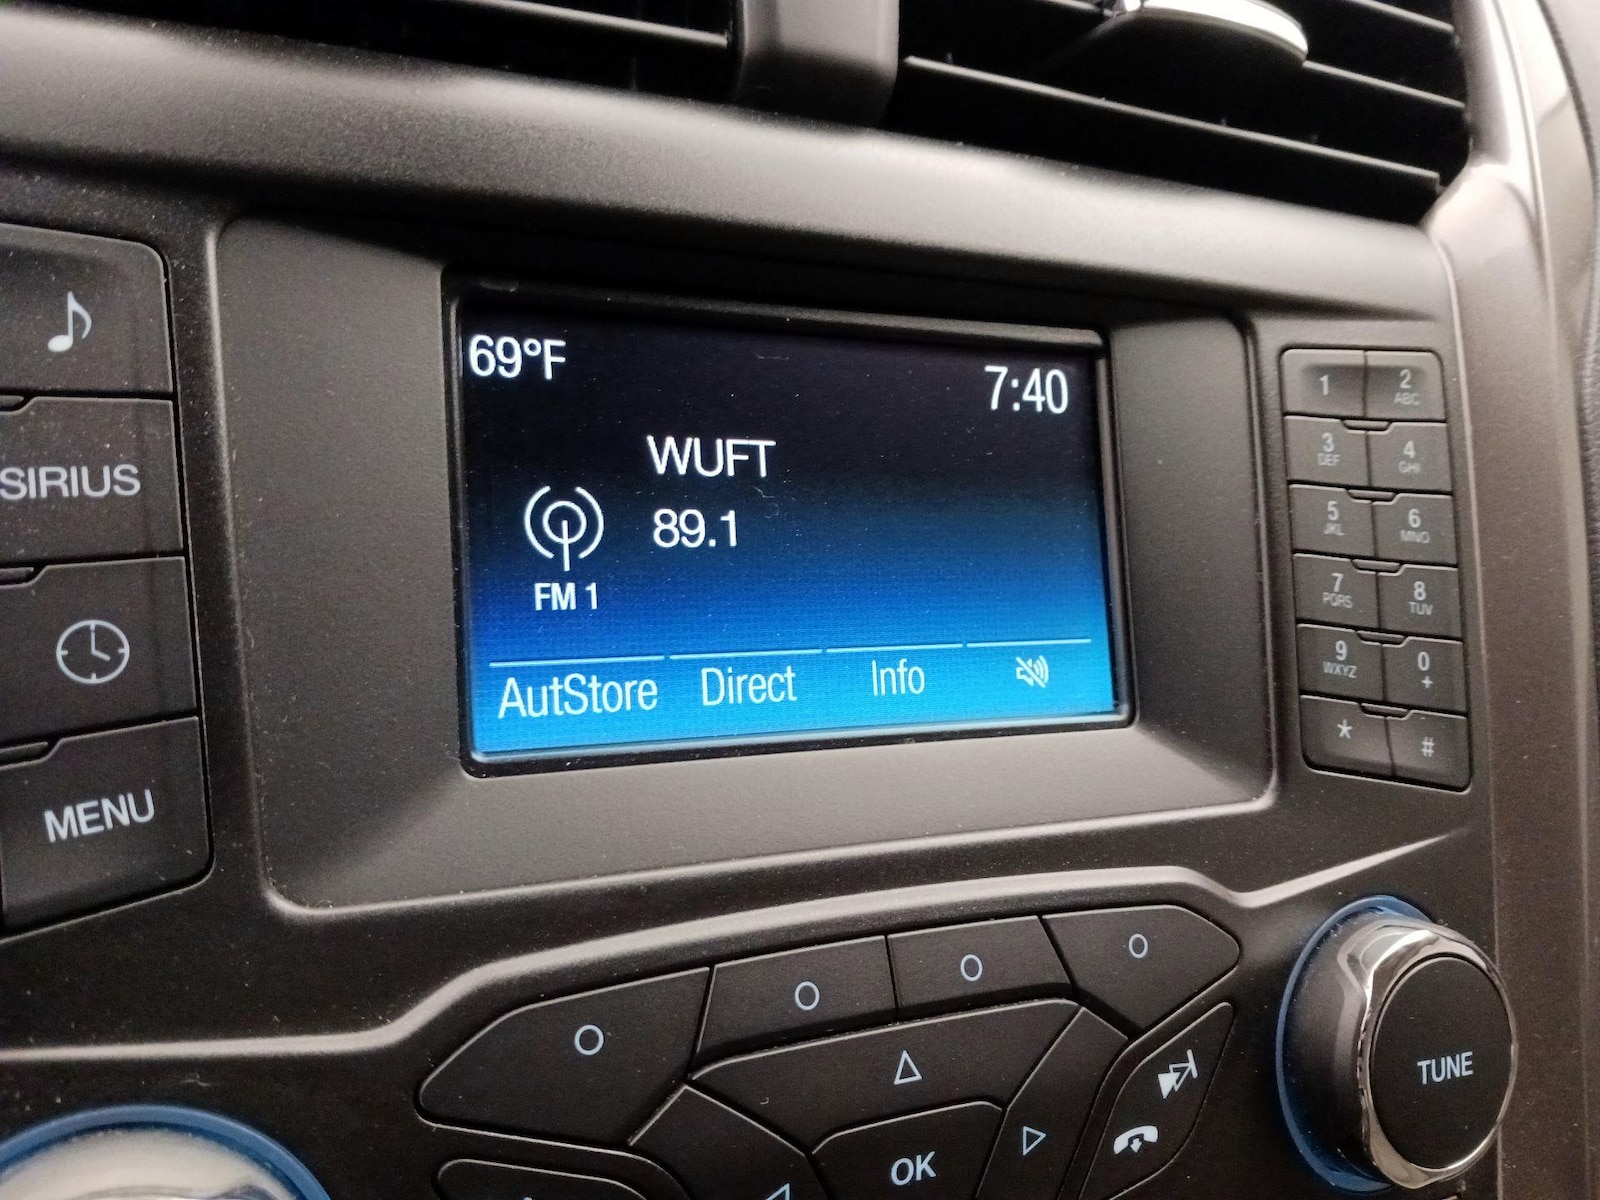 69°F
7:40
WUFT
89.1
FM 1
AutStore
Direct
Info
SIRIUS
MENU
1
2
ABC
3
DEF
4
GHI
5
JKL
6
MNO
7
PQRS
8
TUV
9
WXYZ
0
+
*
#
TUNE
OK